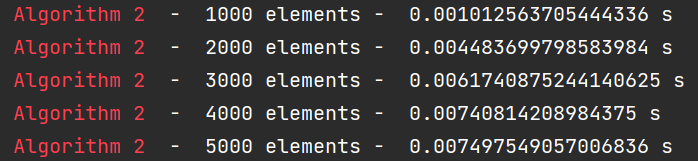 Algorithm 2  -  1000 elements -  0.001012563705444336 s
Algorithm 2  -  2000 elements -  0.004483699798583984 s
Algorithm 2  -  3000 elements -  0.0061740875244140625 s
Algorithm 2  -  4000 elements -  0.00740814208984375 s
Algorithm 2  -  5000 elements -  0.007497549057006836 s